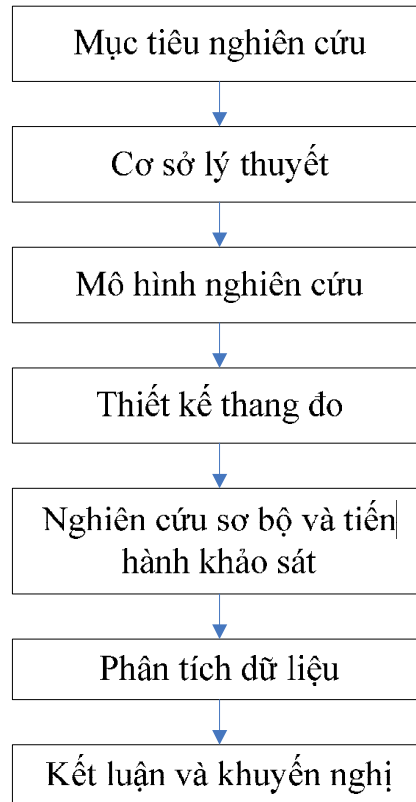 Mục tiêu nghiên cứu
Cơ sở lý thuyết
Mô hình nghiên cứu
Thiết kế thang đo
Nghiên cứu sơ bộ và tiến
hành khảo sát
Phân tích dữ liệu
Kết luận và khuyến nghị